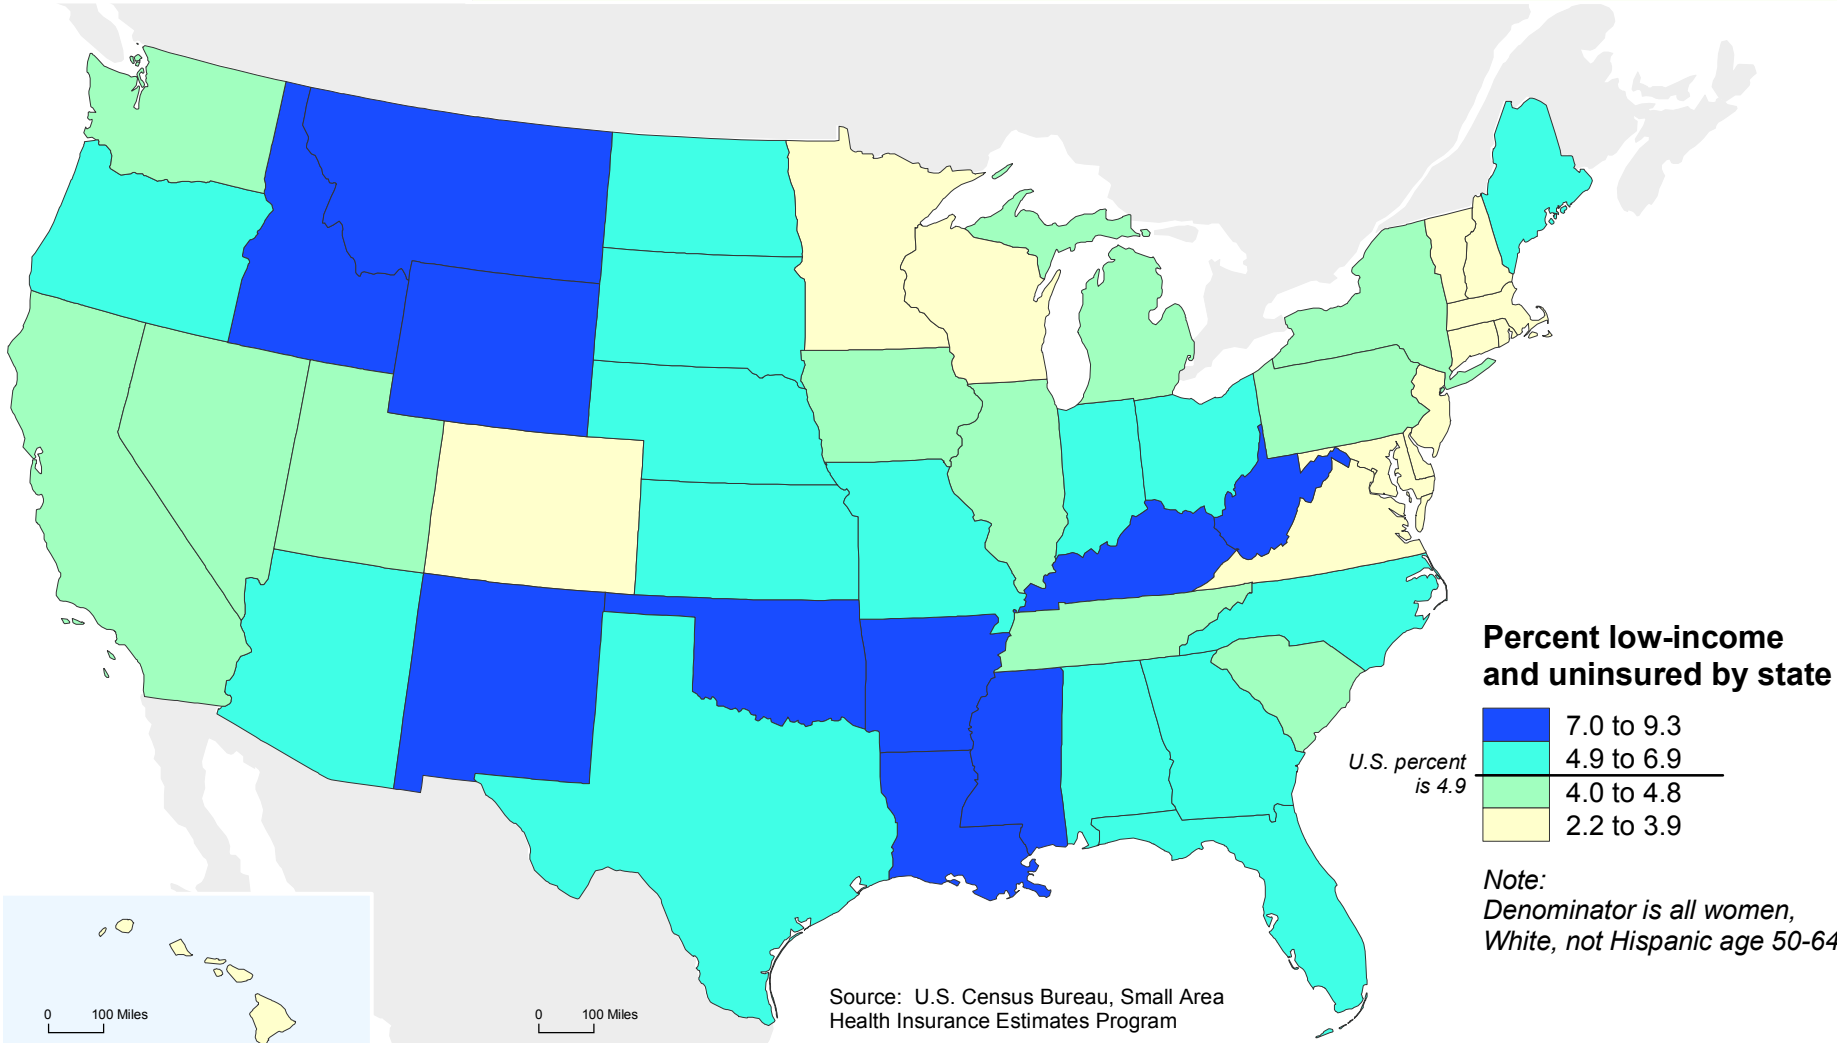 Percent low-income
and uninsured by state
7.0 to 9.3
4.9 to 6.9
U.S. percent
is 4.9
4.0 to 4.8
2.2 to 3.9
Note:
Denominator is all women,
White, not Hispanic age 50-64
Source: U.S. Census Bureau, Small Area
Health Insurance Estimates Program
0 100 Miles
0 100 Miles